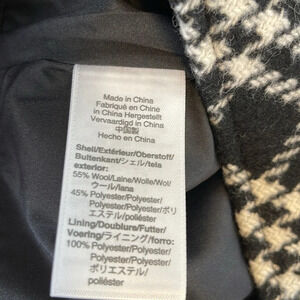 Made in China
Fabriqué en Chine
in China Hergestellt
Vervaardigd in China
中国製
Hecho en China
Shell/Extérieur/Oberstoff/
Buitenkant/シェル/tela
exterior:
55% Wool/Laine/Wolle/Wol/
ウール/lana
45% Polyester/Polyester/
Polyester/Polyester/ポリ
エステル/poliéster
Lining/Doublure/Futter/
Voering/ライニング/forro:
100% Polyester/Polyester/
Polyester/Polyester/
ポリエステル/
poliéster